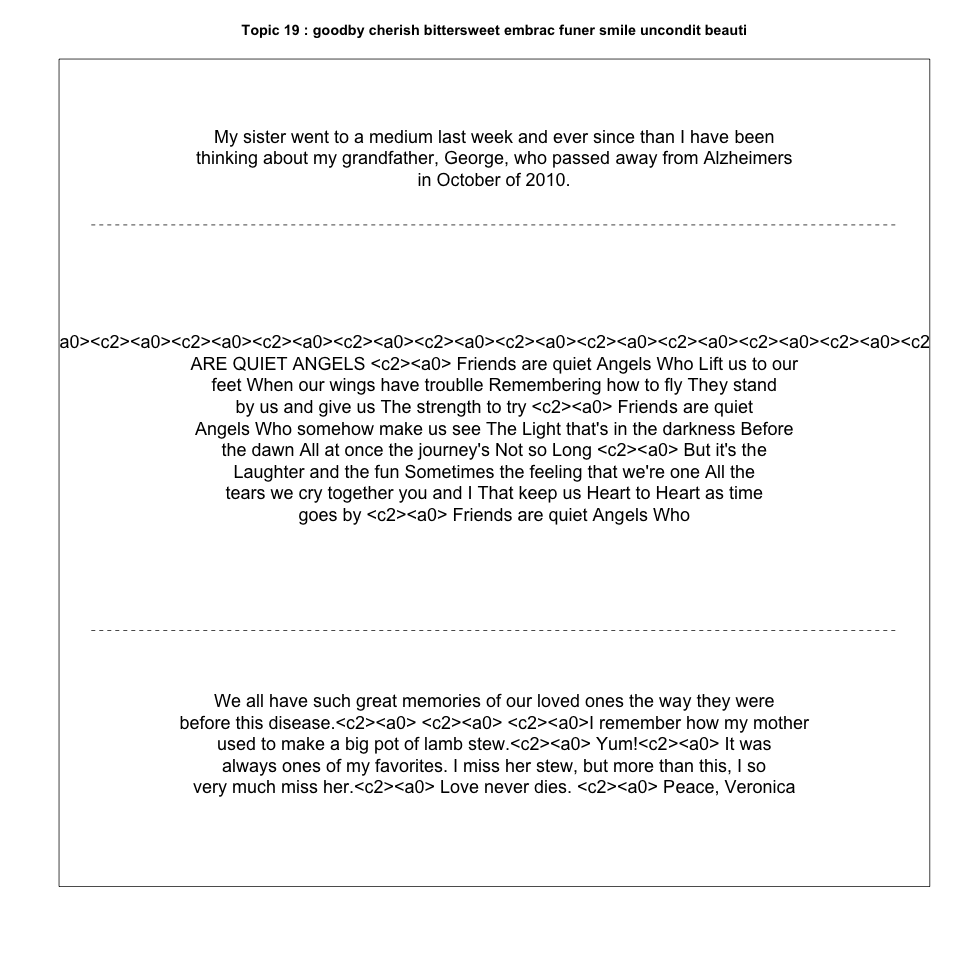 Topic 19 : goodby cherish bittersweet embrac funer smile uncondit beauti
My sister went to a medium last week and ever since than I have been
thinking about my grandfather, George, who passed away from Alzheimers
in October of 2010.
a0><c2><a0><c2><a0><c2><a0><c2><a0><c2><a0><c2><a0><c2><a0><c2><a0><c2><a0><c2><a0><c2
ARE QUIET ANGELS <c2><a0> Friends are quiet Angels Who Lift us to our
feet When our wings have troublle Remembering how to fly They stand
by us and give us The strength to try <c2><a0> Friends are quiet
Angels Who somehow make us see The Light that's in the darkness Before
the dawn All at once the journey's Not so Long <c2><a0> But it's the
Laughter and the fun Sometimes the feeling that we're one All the
tears we cry together you and I That keep us Heart to Heart as time
goes by <c2><a0> Friends are quiet Angels Who
We all have such great memories of our loved ones the way they were
before this disease.<c2><a0> <c2><a0> <c2><a0>I remember how my mother
used to make a big pot of lamb stew.<c2><a0> Yum!<c2><a0> It was
always ones of my favorites. I miss her stew, but more than this, I so
very much miss her.<c2><a0> Love never dies. <c2><a0> Peace, Veronica